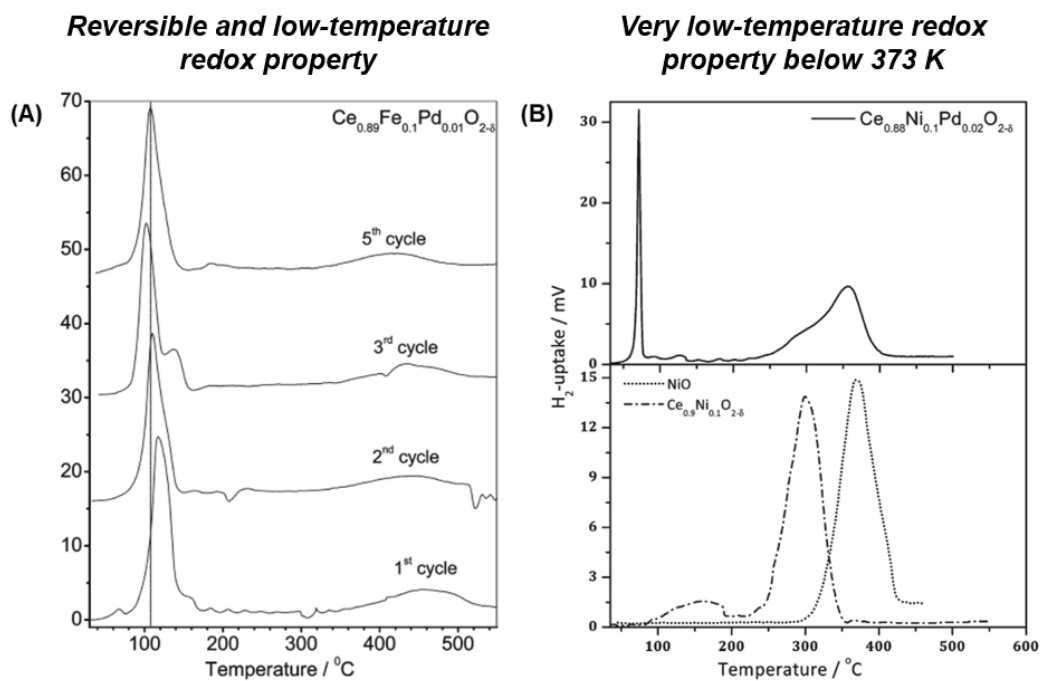 Reversible and low-temperature
redox property
Very low-temperature redox
property below 373 K
(A)
Ce0.89Fe0.1Pd0.01O2-δ
70
60
50
40
30
20
10
0
5th cycle
3rd cycle
2nd cycle
1st cycle
100 200 300 400 500
Temperature / °C
(B)
Ce0.88Ni0.1Pd0.02O2-δ
30
20
10
0
H2-uptake / mV
NiO
Ce0.9Ni0.1O2-δ
15
12
9
6
3
0
100 200 300 400 500 600
Temperature / °C